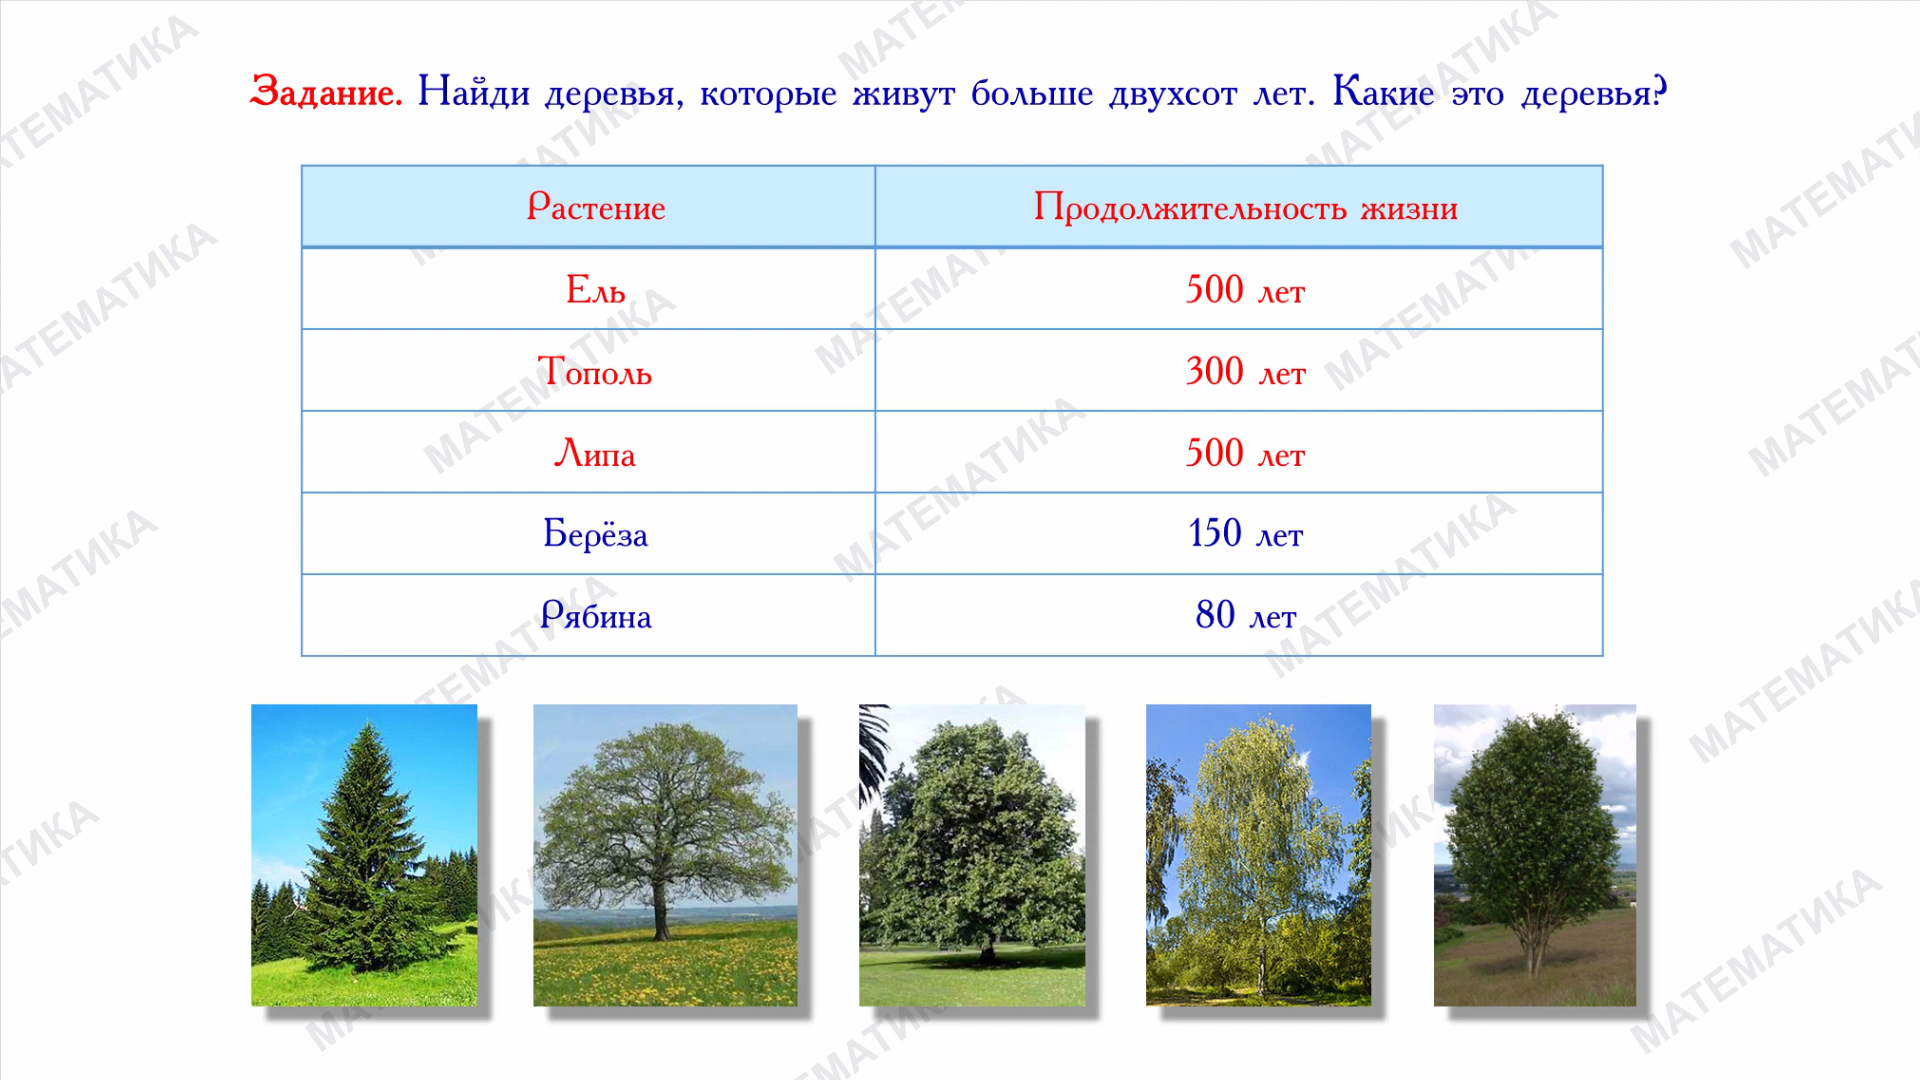 Задание. Найди деревья, которые живут больше двухсот лет. Какие это деревья?
Растение Продолжительность жизни
Ель 500 лет
Тополь 300 лет
Липа 500 лет
Берёза 150 лет
Рябина 80 лет
МАТЕМАТИКА